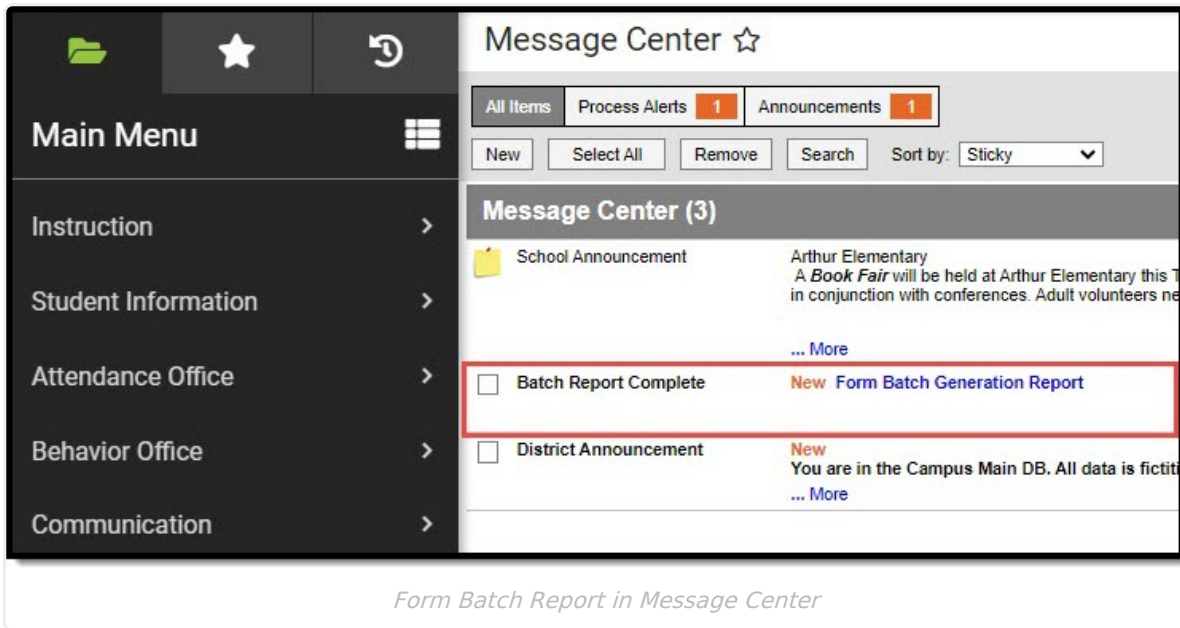 Message Center
Main Menu
Instruction
Student Information
Attendance Office
Behavior Office
Communication
All Items Process Alerts 1 Announcements 1
New Select All Remove Search Sort by: Sticky
Message Center (3)
School Announcement Arthur Elementary
A Book Fair will be held at Arthur Elementary this
in conjunction with conferences. Adult volunteers
... More
Batch Report Complete New Form Batch Generation Report
District Announcement New
You are in the Campus Main DB. All data is
... More
Form Batch Report in Message Center